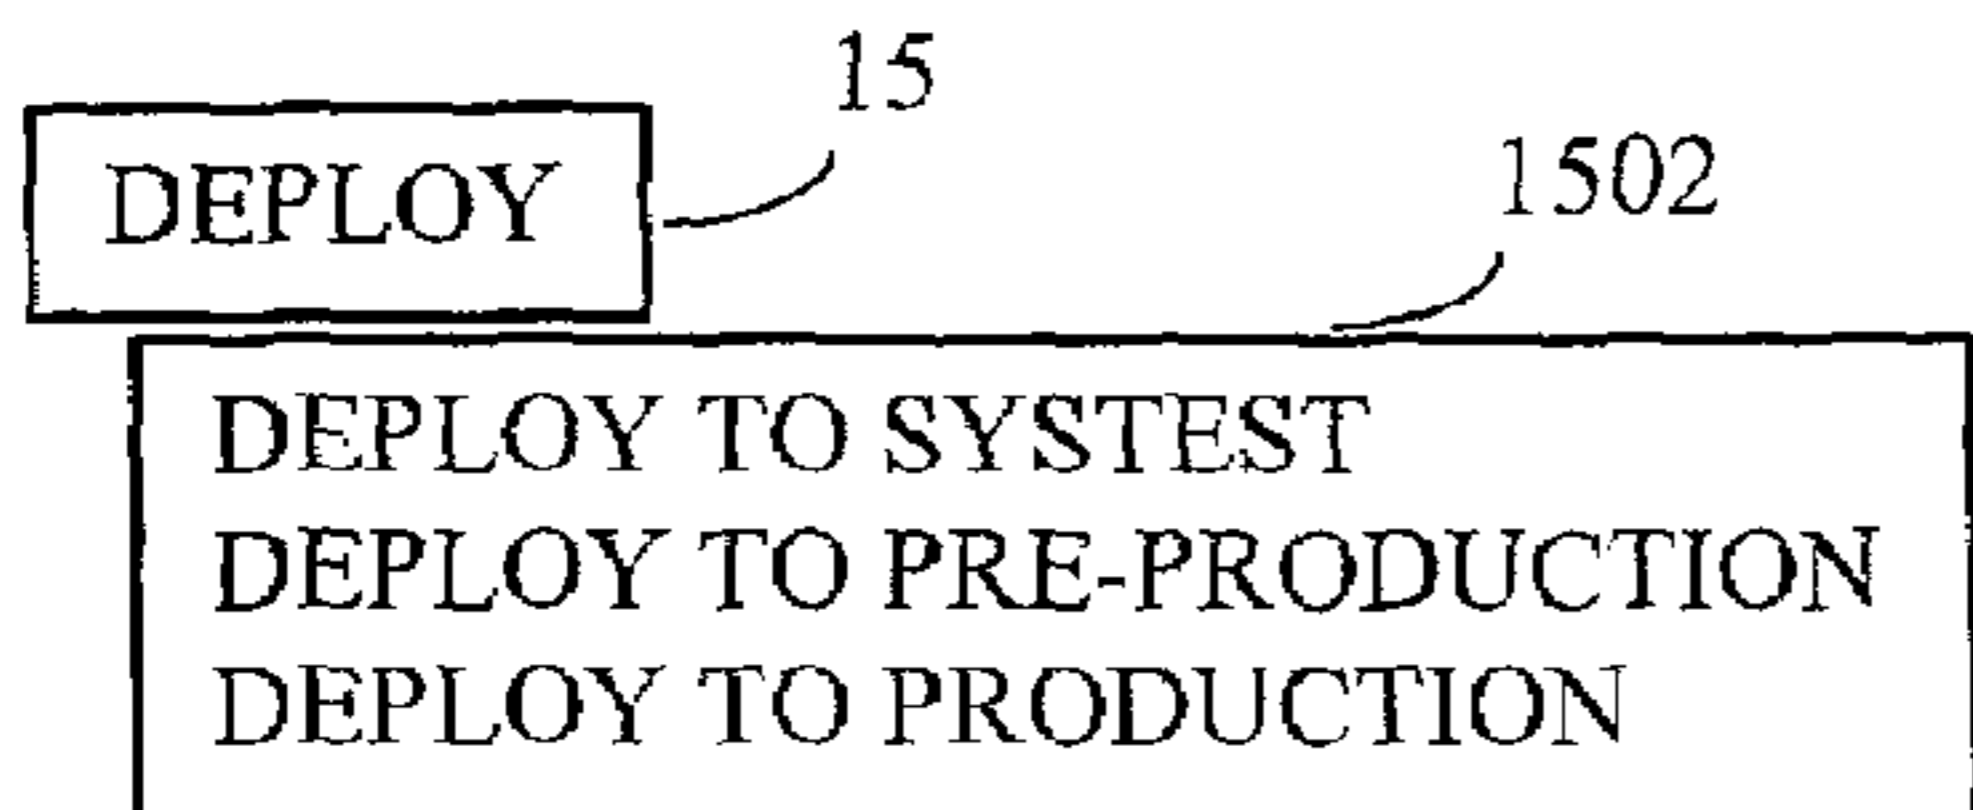 15
DEPLOY
1502
DEPLOY TO SYSTEST
DEPLOY TO PRE-PRODUCTION
DEPLOY TO PRODUCTION